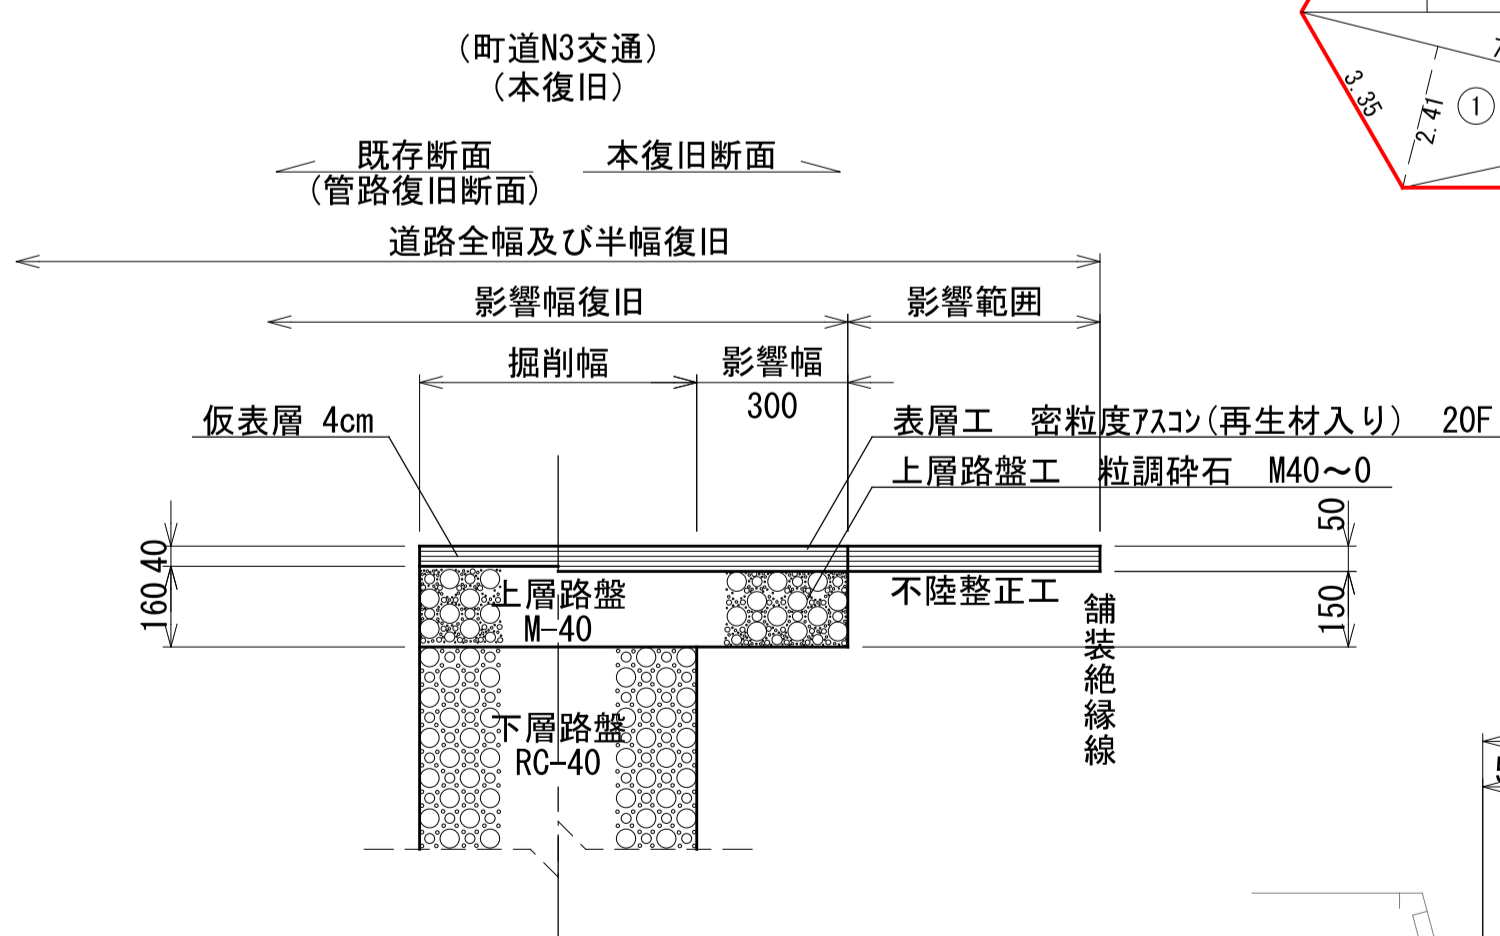 (町道N3交通)
(本復旧)
既存断面
本復旧断面
(管路復旧断面)
道路全幅及び半幅復旧
影響幅復旧
影響範囲
掘削幅
影響幅
300
仮表層 4cm
表層工 密粒度アスコン(再生材入り) 20F
上層路盤工 粒調砕石 M40～0
40
160
50
150
上層路盤
M-40
不陸整正工
舗装絶縁線
下層路盤
RC-40
3.35
2.41
①